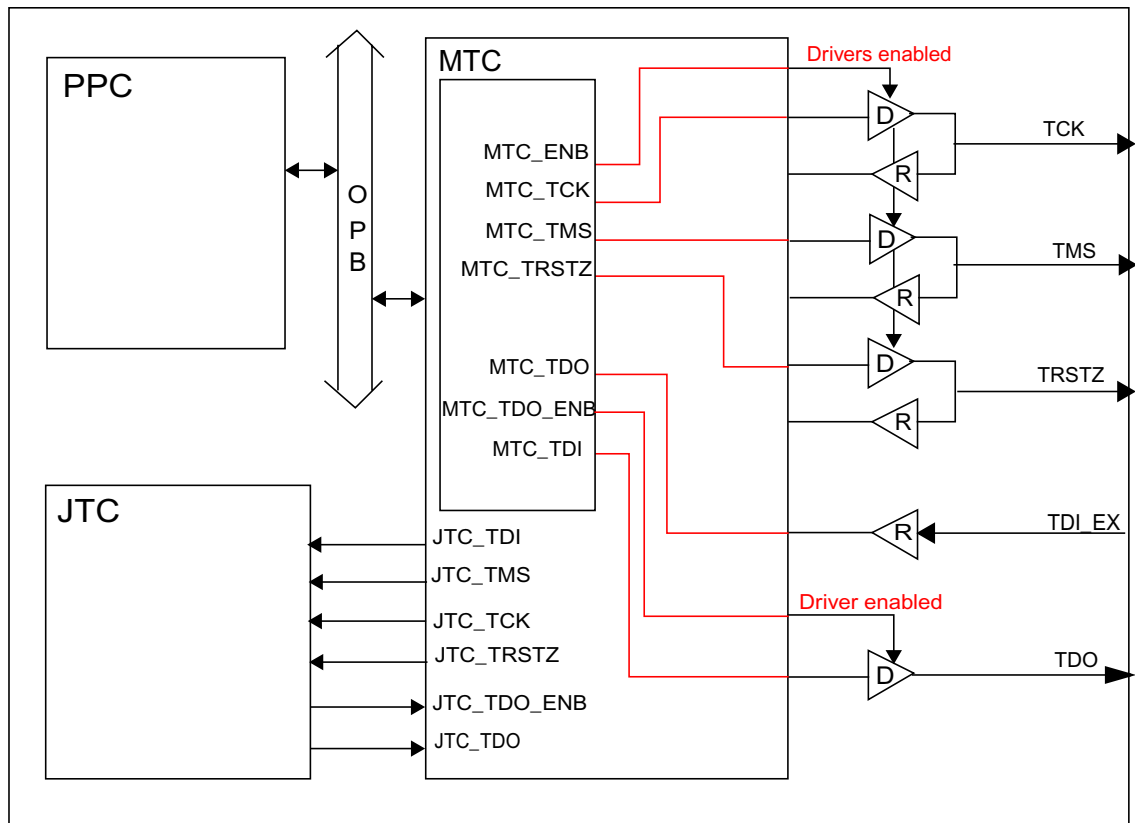 PPC
OPB
MTC
MTC_ENB
MTC_TCK
MTC_TMS
MTC_TRSTZ
MTC_TDO
MTC_TDO_ENB
MTC_TDI
JTC
JTC_TDI
JTC_TMS
JTC_TCK
JTC_TRSTZ
JTC_TDO_ENB
JTC_TDO
Drivers enabled
D
TCK
R
D
TMS
R
D
TRSTZ
R
R
TDI_EX
Driver enabled
D
TDO